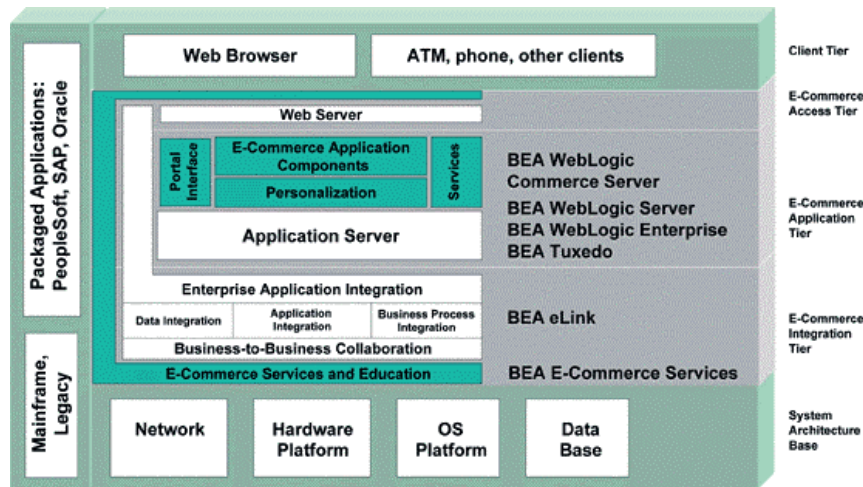 Packaged Applications:
PeopleSoft, SAP, Oracle
Mainframe,
Legacy
Web Browser
ATM, phone, other clients
Client Tier
Web Server
E-Commerce
Access Tier
Portal
Interface
E-Commerce Application
Components
Personalization
Services
Application Server
BEA WebLogic
Commerce Server
BEA WebLogic Server
BEA WebLogic Enterprise
BEA Tuxedo
E-Commerce
Application
Tier
Enterprise Application Integration
Data Integration
Application
Integration
Business Process
Integration
Business-to-Business Collaboration
BEA eLink
E-Commerce
Integration
Tier
E-Commerce Services and Education
BEA E-Commerce Services
Network
Hardware
Platform
OS
Platform
Data
Base
System
Architecture
Base